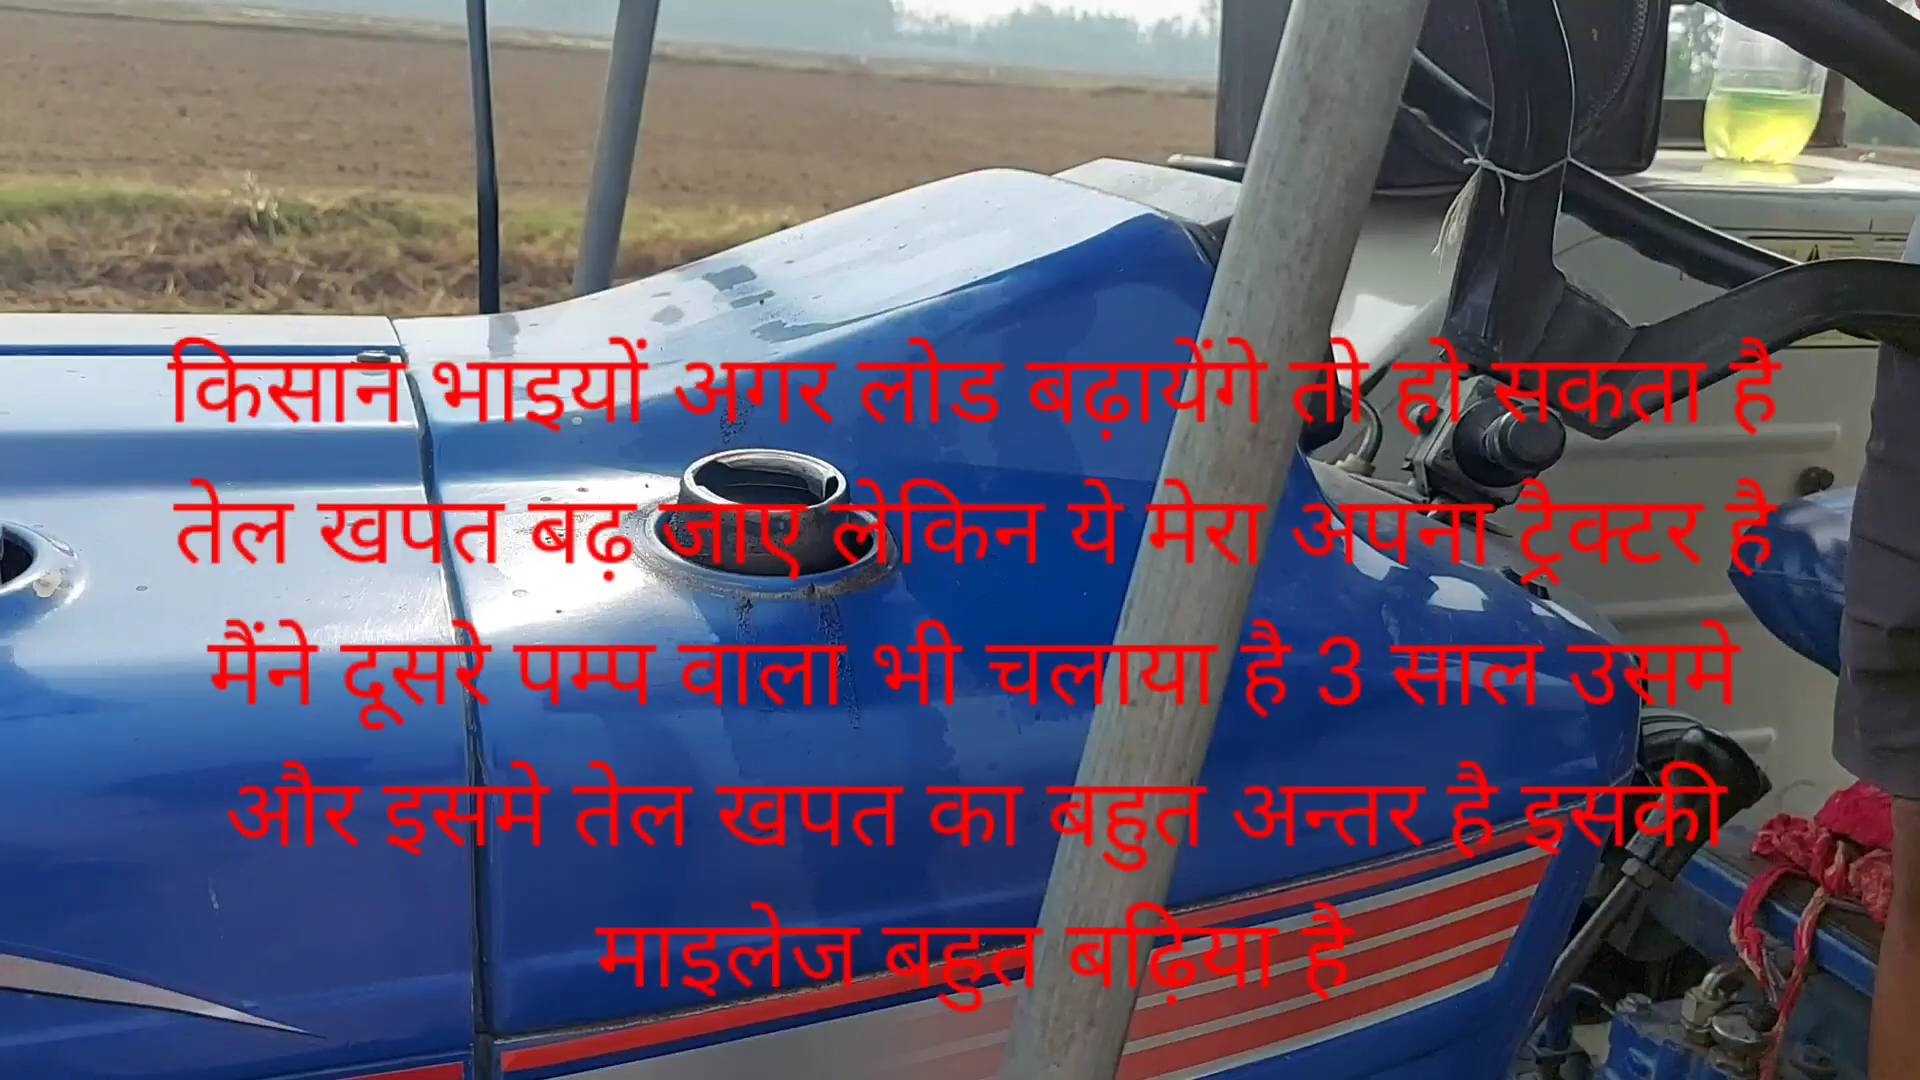 किसान भाइयों अगर लोड बढ़ायेंगे तो हो सकता है
तेल खपत बढ़ जाए लेकिन ये मेरा अपना ट्रैक्टर है
मैंने दूसरे पम्प वाला भी चलाया है 3 साल उसमे
और इसमे तेल खपत का बहुत अन्तर है इसकी
माइलेज बहुत बढ़िया है